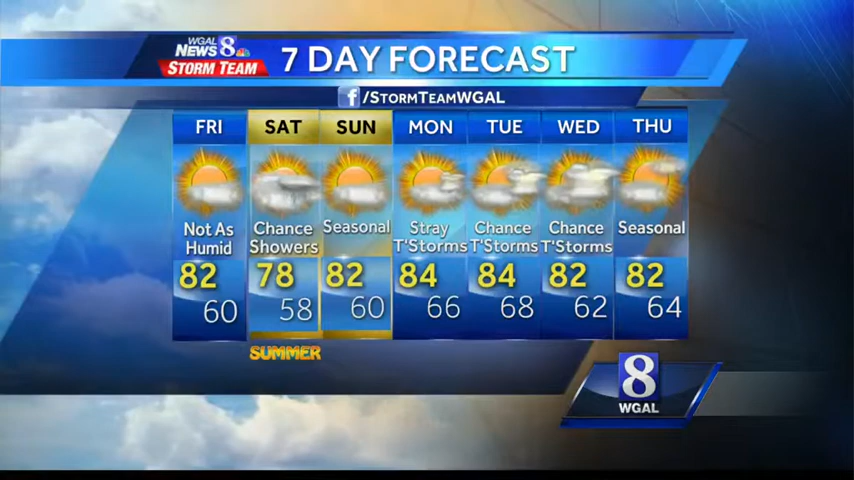 WGAL
NEWS 8
STORM TEAM
7 DAY FORECAST
f/STORMTEAMWGAL
FRI SAT SUN MON TUE WED THU
Not As Humid
Chance Showers
Seasonal
Stray T'Storms
Chance T'Storms
Chance T'Storms
Seasonal
82 78 82 84 84 82 82
60 58 60 66 68 62 64
SUMMER
8
WGAL